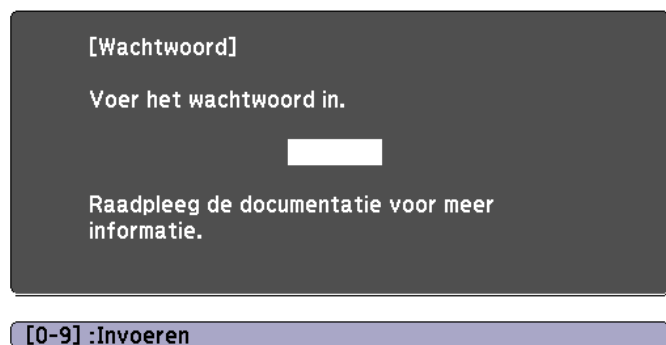 [Wachtwoord]
Voer het wachtwoord in.
Raadpleeg de documentatie voor meer
informatie.
[0-9] :Invoeren